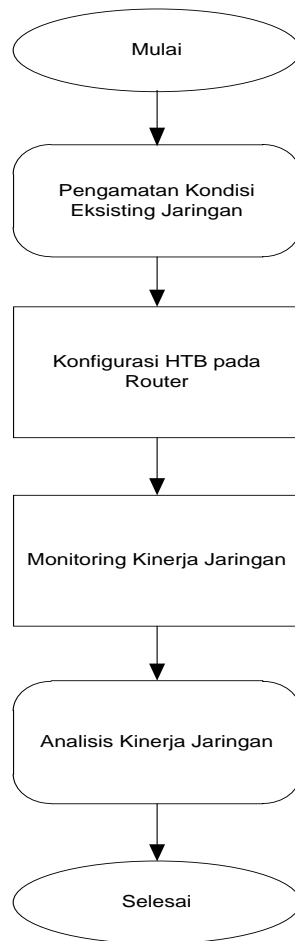 Mulai
Pengamatan Kondisi
Eksisting Jaringan
Konfigurasi HTB pada
Router
Monitoring Kinerja Jaringan
Analisis Kinerja Jaringan
Selesai